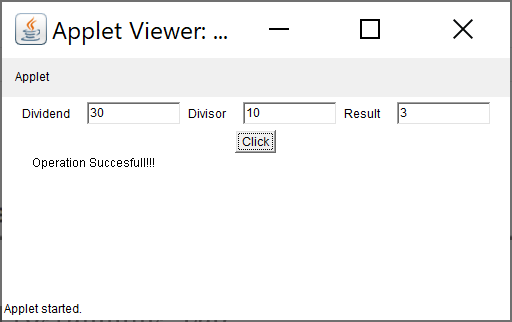 Applet Viewer: ...
Applet
Dividend 30 Divisor 10 Result 3
Click
Operation Succesfull!!!
Applet started.